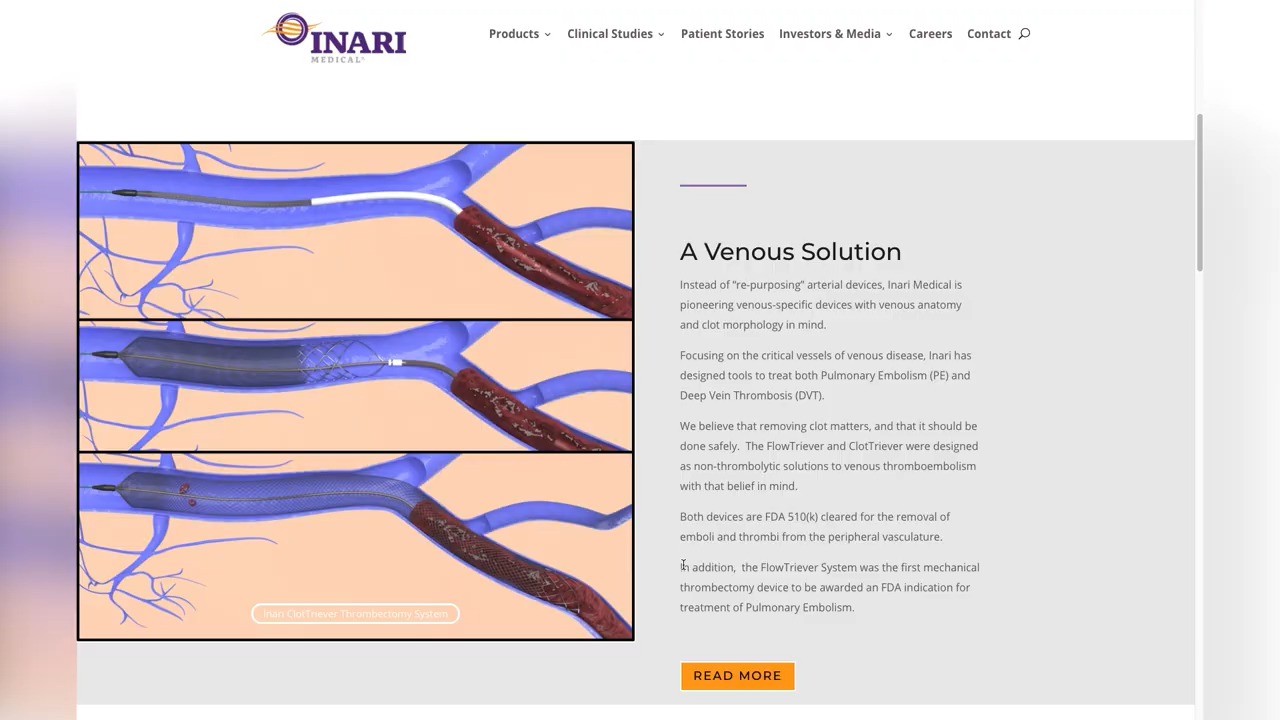 INARI
MEDICAL®
Products Clinical Studies Patient Stories Investors & Media Careers Contact
A Venous Solution
Instead of "re-purposing" arterial devices, Inari Medical is
pioneering venous-specific devices with venous anatomy
and clot morphology in mind.
Focusing on the critical vessels of venous disease, Inari has
designed tools to treat both Pulmonary Embolism (PE) and
Deep Vein Thrombosis (DVT).
We believe that removing clot matters, and that it should be
done safely. The FlowTriever and ClotTriever were designed
as non-thrombolytic solutions to venous thromboembolism
with that belief in mind.
Both devices are FDA 510(k) cleared for the removal of
emboli and thrombi from the peripheral vasculature.
In addition, the FlowTriever System was the first mechanical
thrombectomy device to be awarded an FDA indication for
treatment of Pulmonary Embolism.
Inari ClotTriever Thrombectomy System
READ MORE